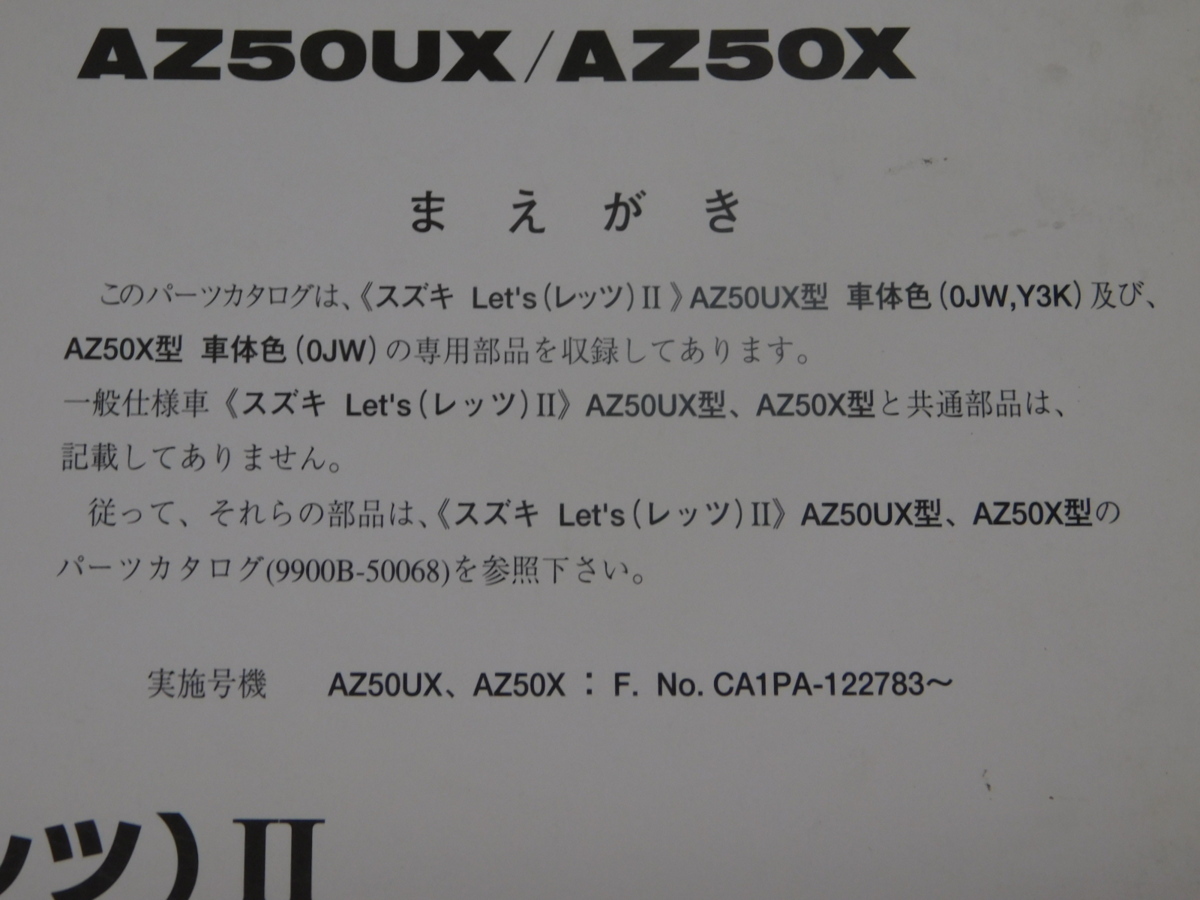 AZ50UX/AZ50X
まえがき
このパーツカタログは、《スズキ Let's(レッツ)II》AZ50UX型 車体色(0JW,Y3K)及び、
AZ50X型 車体色(0JW)の専用部品を収録してあります。
一般仕様車《スズキ Let's(レッツ)II》AZ50UX型、AZ50X型と共通部品は、
記載してありません。
従って、それらの部品は、《スズキ Let's(レッツ)II》AZ50UX型、AZ50X型の
パーツカタログ(9900B-50068)を参照下さい。
実施号機 AZ50UX、AZ50X：F. No. CA1PA-122783～
ッツ)II